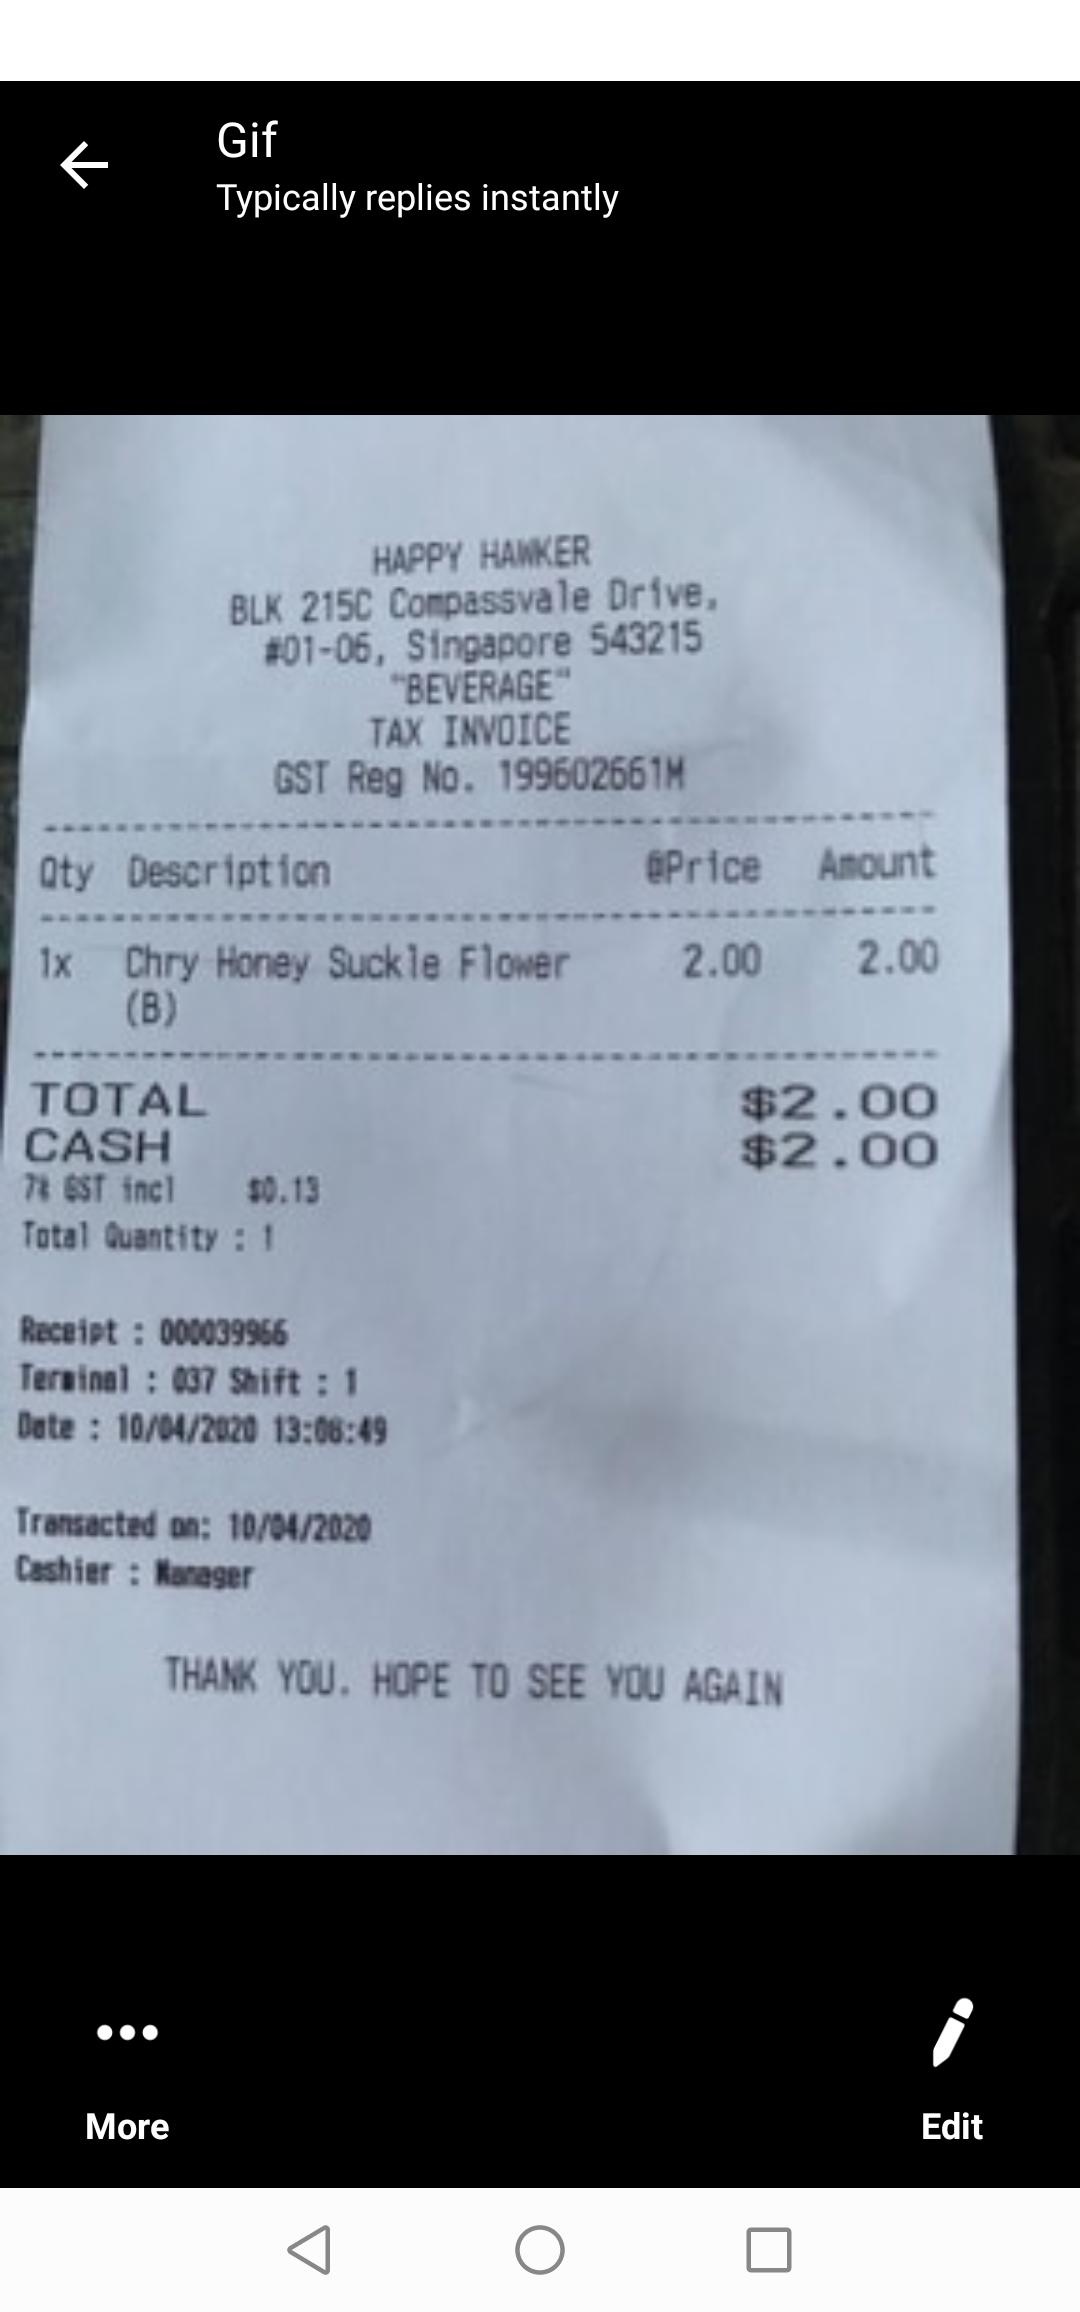 Gif
Typically replies instantly
HAPPY HAWKER
BLK 215C Compassvale Drive,
#01-06, Singapore 543215
"BEVERAGE"
TAX INVOICE
GST Reg No. 199602661M
Qty Description @Price Amount
1x Chry Honey Suckle Flower 2.00 2.00
(B)
TOTAL $2.00
CASH $2.00
7% GST incl $0.13
Total Quantity : 1
Receipt : 000039966
Terminal : 037 Shift : 1
Date : 10/04/2020 13:08:49
Transacted on: 10/04/2020
Cashier : Manager
THANK YOU. HOPE TO SEE YOU AGAIN
More
Edit